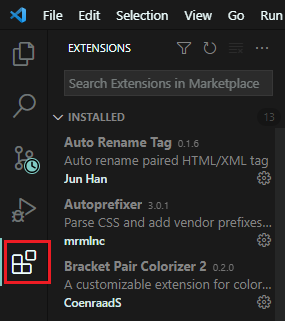 File Edit Selection View Go Run
EXTENSIONS
Search Extensions in Marketplace
INSTALLED 13
Auto Rename Tag 0.1.6
Auto rename paired HTML/XML tag
Jun Han
Autoprefixer 3.0.1
Parse CSS and add vendor prefixes...
mrmlnc
Bracket Pair Colorizer 2 0.2.0
A customizable extension for color...
CoenraadS